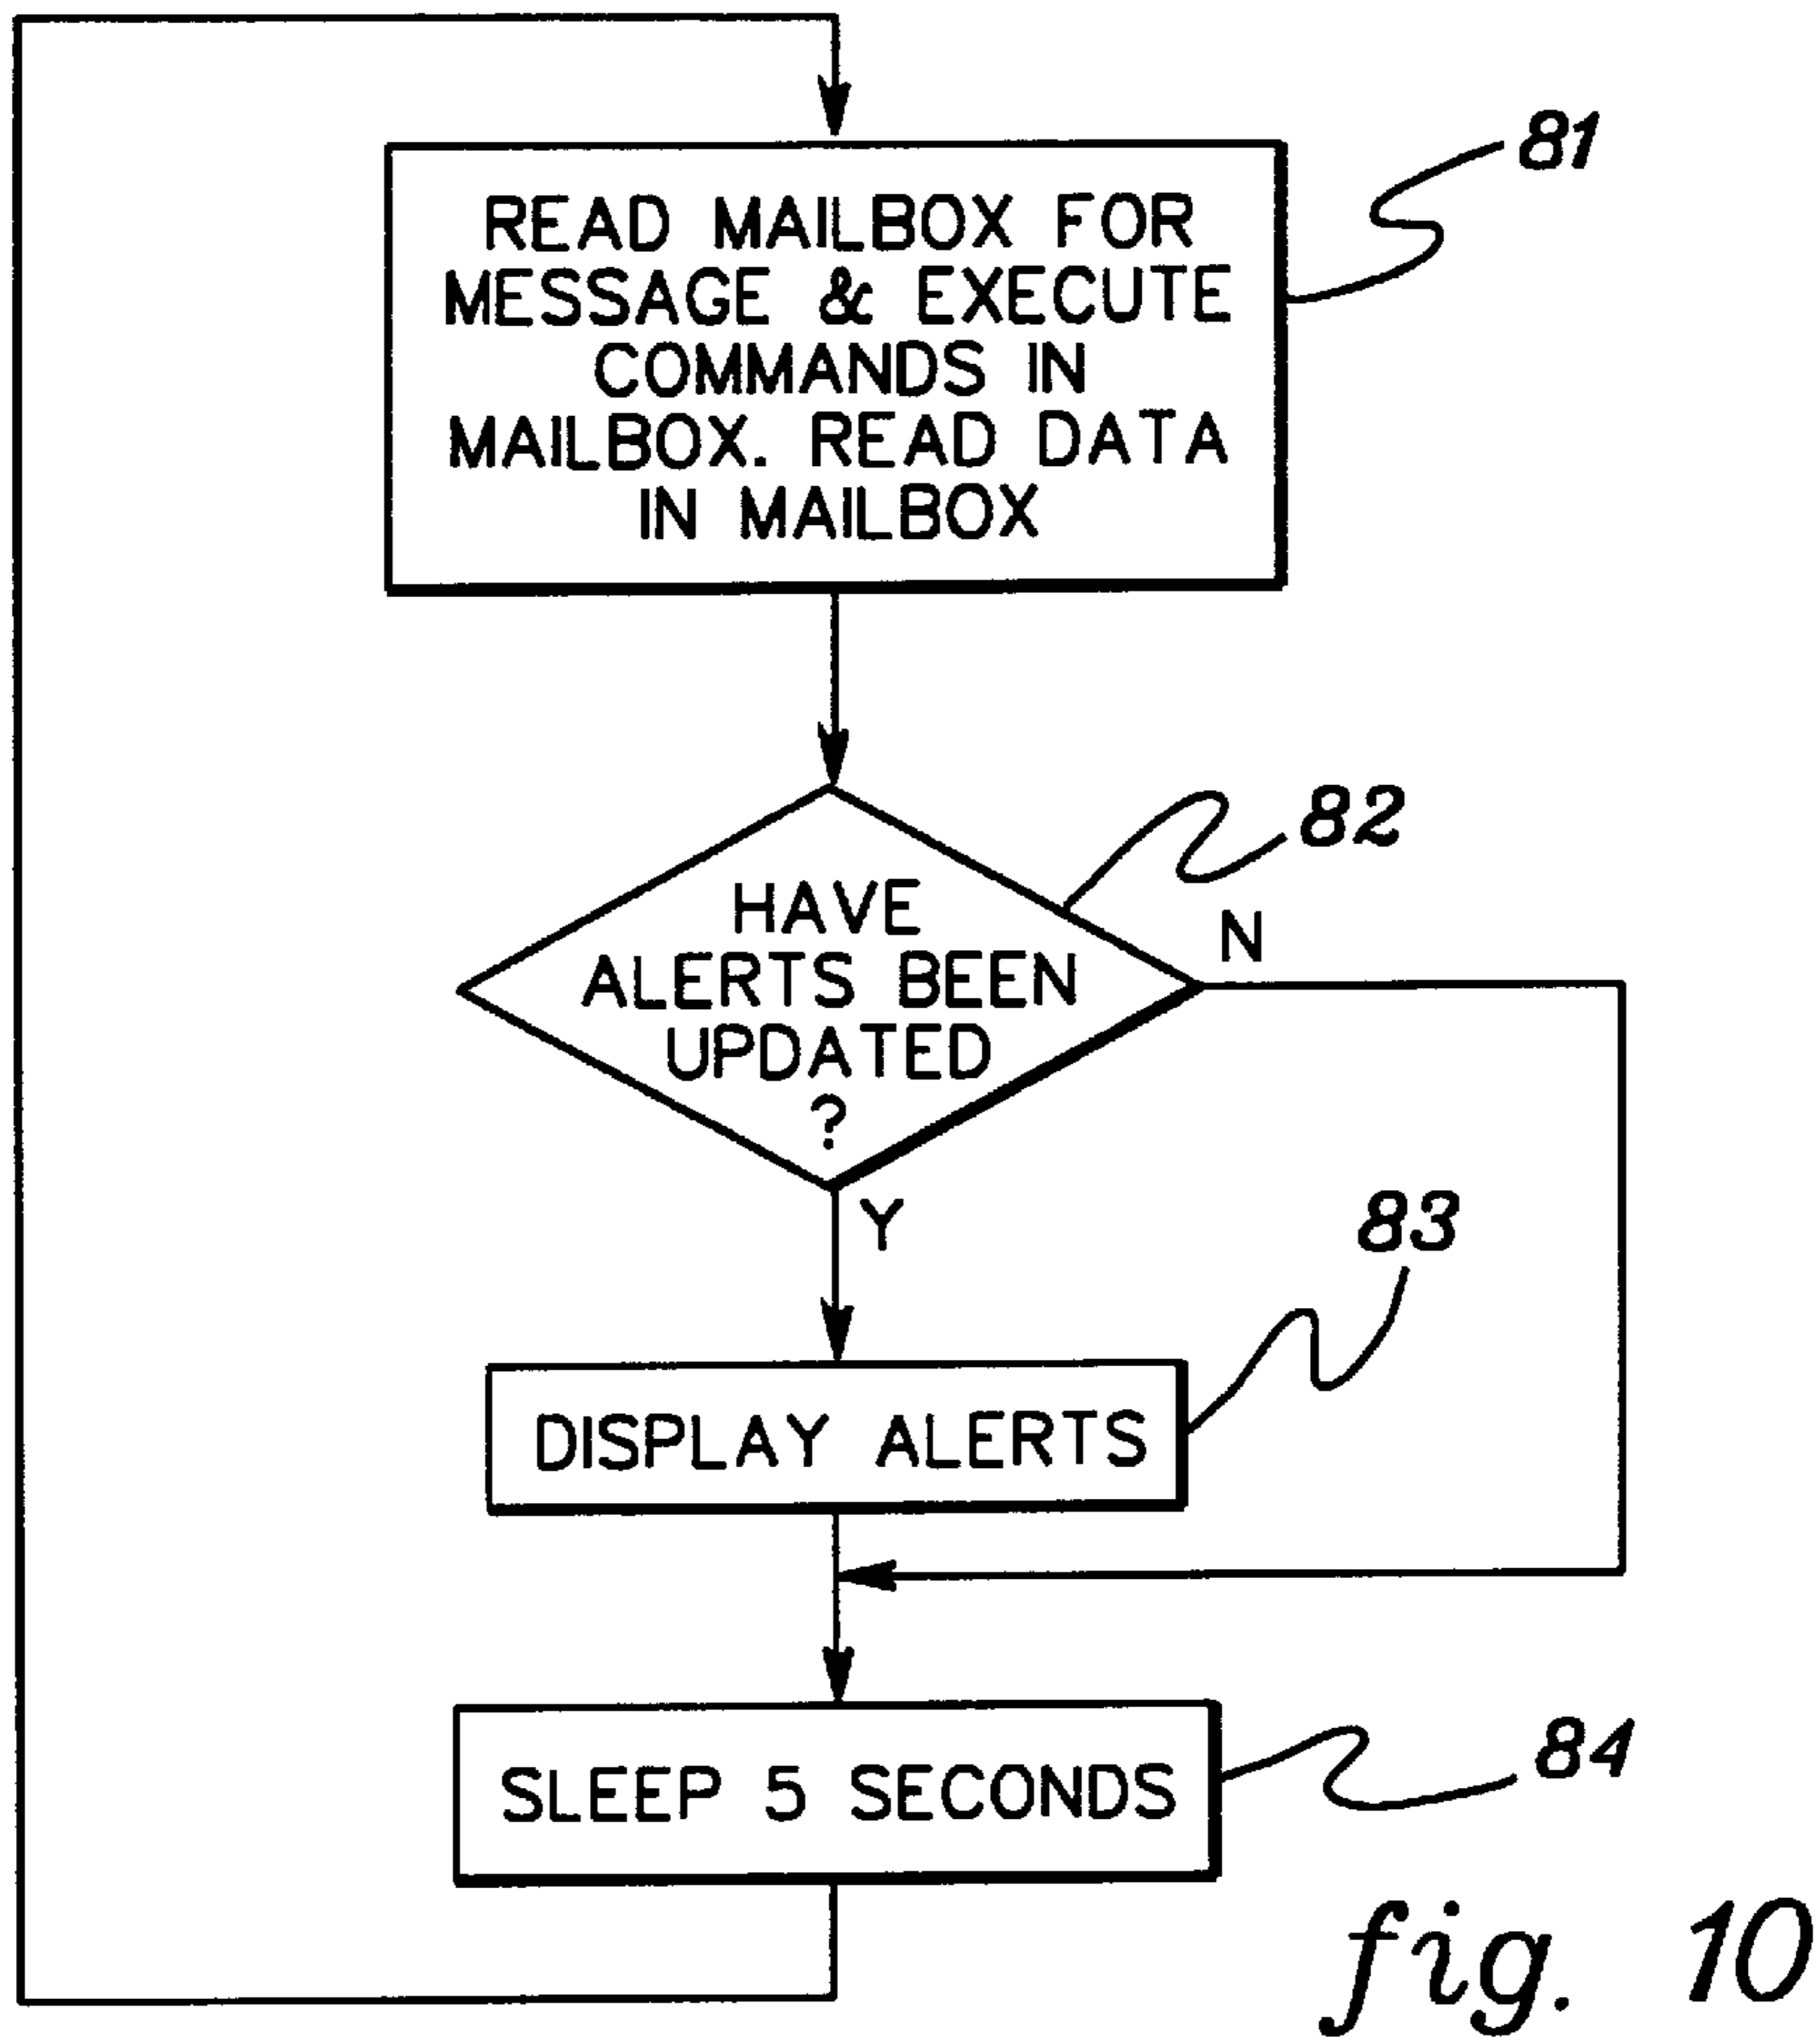 81
READ MAILBOX FOR
MESSAGE & EXECUTE
COMMANDS IN
MAILBOX. READ DATA
IN MAILBOX
82
HAVE
ALERTS BEEN
UPDATED
?
N
Y
83
DISPLAY ALERTS
84
SLEEP 5 SECONDS
fig. 10